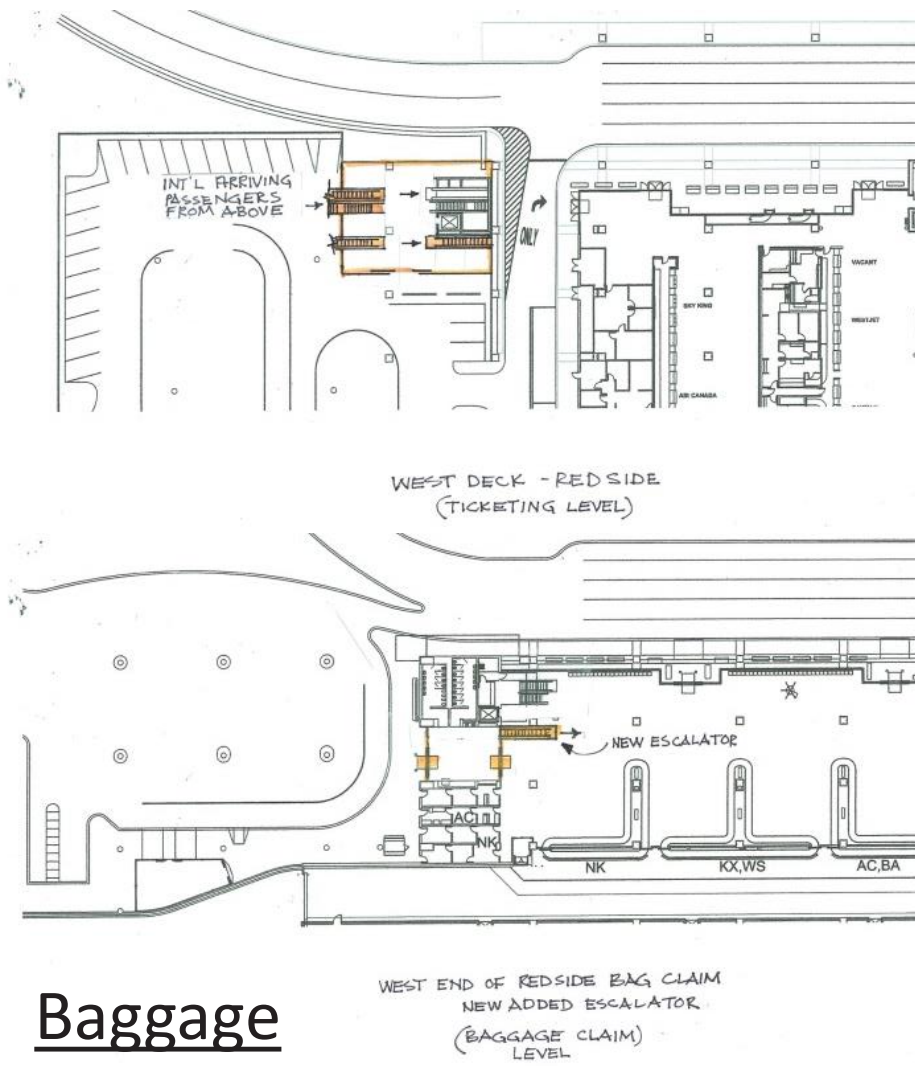 INT'L ARRIVING
PASSENGERS
FROM ABOVE
ONLY
VACANT
SKY KING
WESTJET
AIR CANADA
WEST DECK - RED SIDE
(TICKETING LEVEL)
NEW ESCALATOR
AC
NK
NK
KX,WS
AC,BA
WEST END OF REDSIDE BAG CLAIM
NEW ADDED ESCALATOR
(BAGGAGE CLAIM)
LEVEL
Baggage